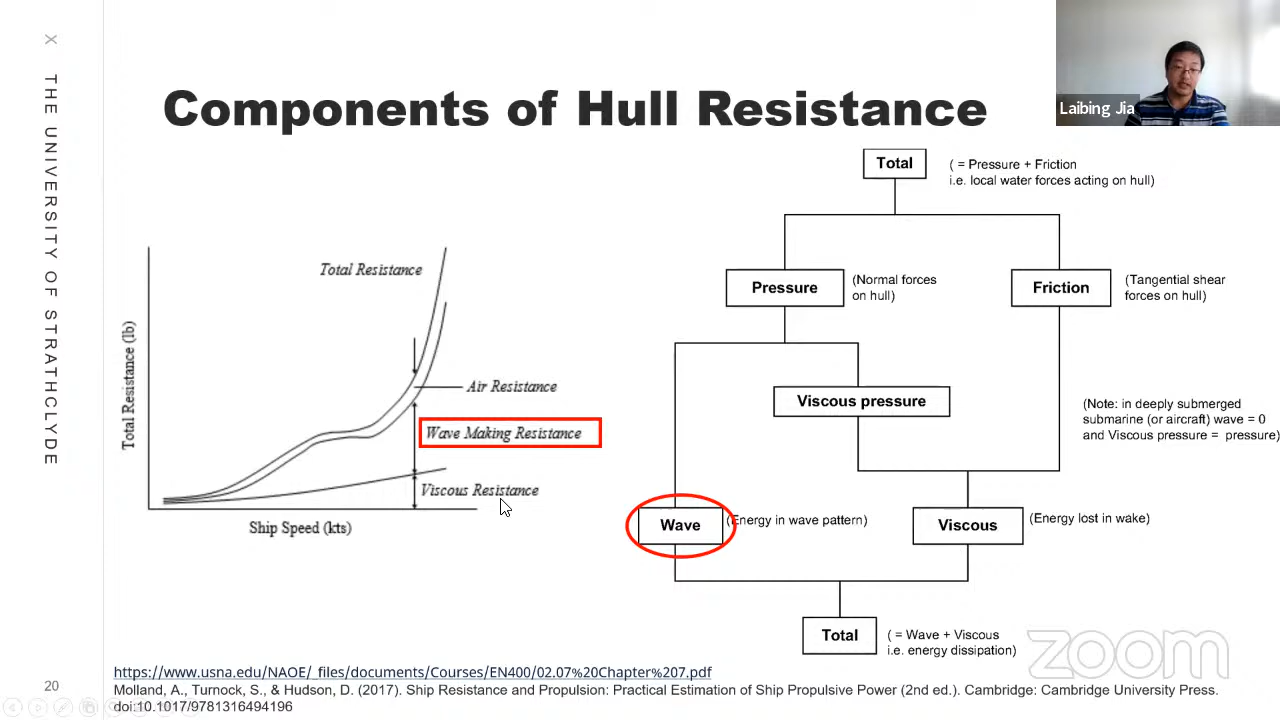 X THE UNIVERSITY OF STRATHCLYDE
Components of Hull Resistance
Laibing Jia
Total Resistance (lb)
Total Resistance
Air Resistance
Wave Making Resistance
Viscous Resistance
Ship Speed (kts)
Total
( = Pressure + Friction
i.e. local water forces acting on hull)
Pressure
(Normal forces
on hull)
Friction
(Tangential shear
forces on hull)
Viscous pressure
(Note: in deeply submerged
submarine (or aircraft) wave = 0
and Viscous pressure = pressure)
Wave
(Energy in wave pattern)
Viscous
(Energy lost in wake)
Total
( = Wave + Viscous
i.e. energy dissipation)
zoom
https://www.usna.edu/NAOE/_files/documents/Courses/EN400/02.07%20Chapter%207.pdf
20
Molland, A., Turnock, S., & Hudson, D. (2017). Ship Resistance and Propulsion: Practical Estimation of Ship Propulsive Power (2nd ed.). Cambridge: Cambridge University Press.
doi:10.1017/9781316494196